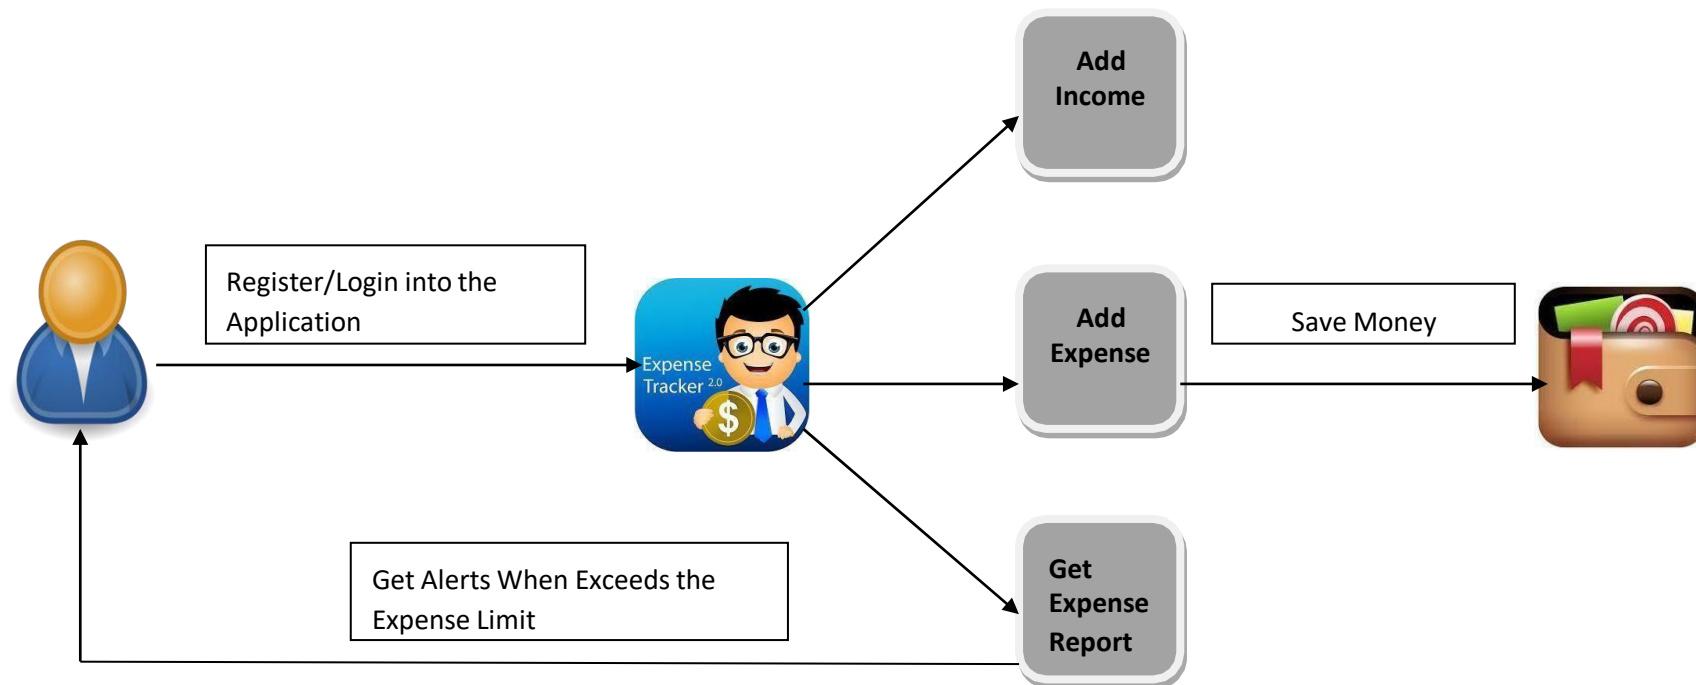 Add
Income
Register/Login into the
Application
Expense
Tracker 2.0
$
Add
Expense
Save Money
Get Alerts When Exceeds the
Expense Limit
Get
Expense
Report